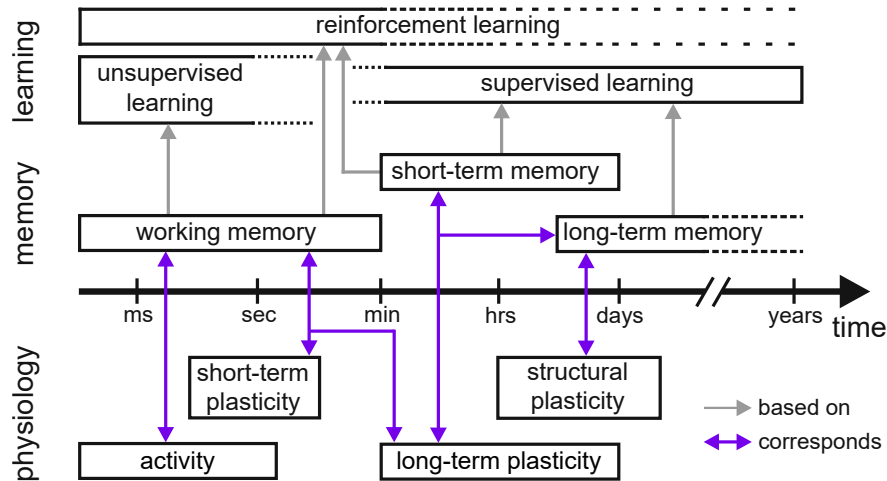 learning
reinforcement learning
unsupervised
learning
supervised learning
memory
short-term memory
working memory
long-term memory
ms
sec
min
hrs
days
years
time
physiology
short-term
plasticity
structural
plasticity
activity
long-term plasticity
based on
corresponds